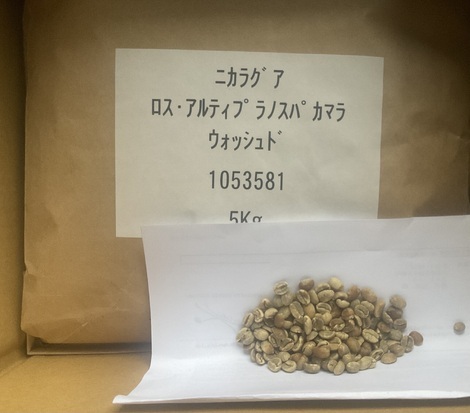 ﾆｶﾗｸﾞｱ
ﾛｽ･ｱﾙﾃｨﾌﾟﾗﾉｽﾊﾟｶﾏﾗ
ｳｫｯｼｭﾄﾞ
1053581
5Kg